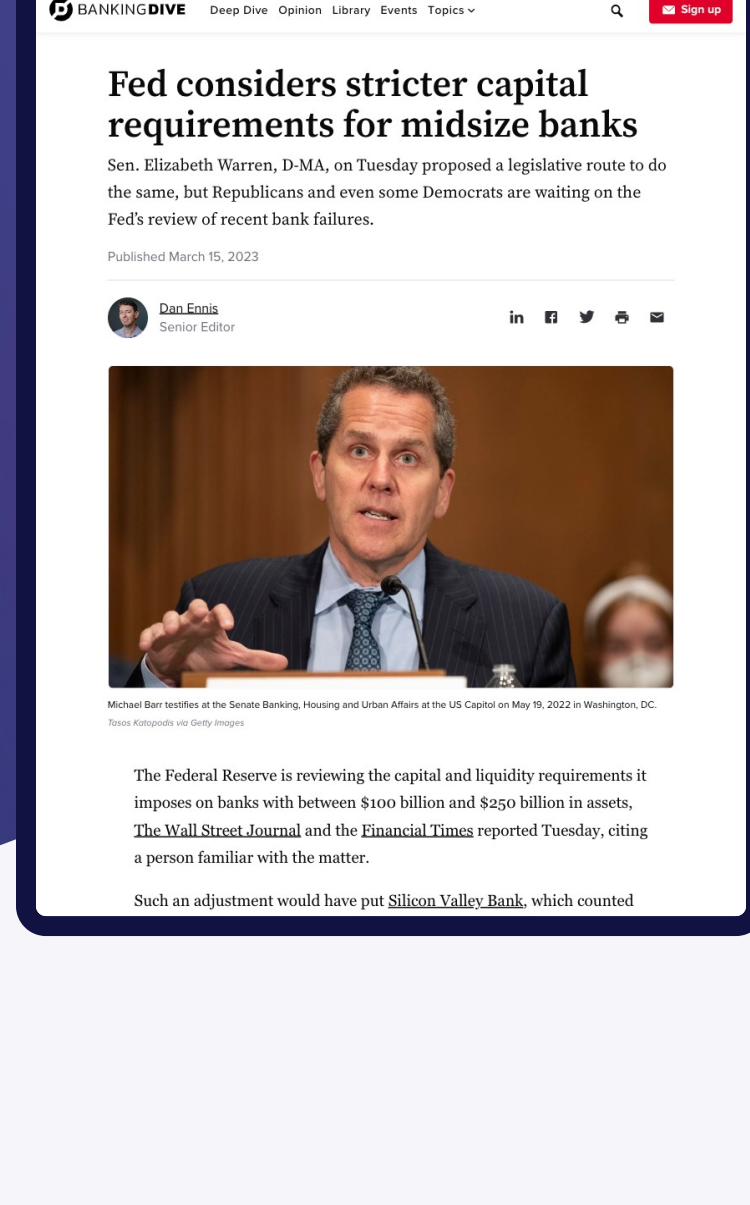 BANKINGDIVE Deep Dive Opinion Library Events Topics Sign up
Fed considers stricter capital
requirements for midsize banks
Sen. Elizabeth Warren, D-MA, on Tuesday proposed a legislative route to do
the same, but Republicans and even some Democrats are waiting on the
Fed’s review of recent bank failures.
Published March 15, 2023
Dan Ennis
Senior Editor
Michael Barr testifies at the Senate Banking, Housing and Urban Affairs at the US Capitol on May 19, 2022 in Washington, DC.
Tasos Katopodis via Getty Images
The Federal Reserve is reviewing the capital and liquidity requirements it
imposes on banks with between $100 billion and $250 billion in assets,
The Wall Street Journal and the Financial Times reported Tuesday, citing
a person familiar with the matter.
Such an adjustment would have put Silicon Valley Bank, which counted